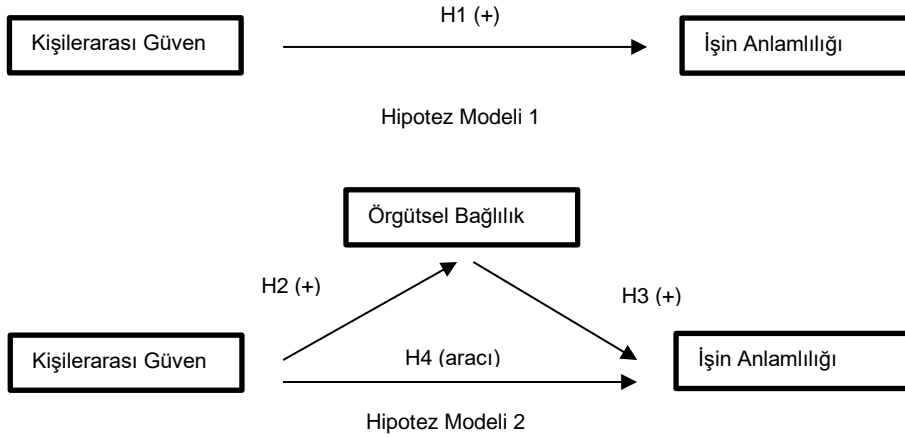 H1 (+)
Kişilerarası Güven
İşin Anlamlılığı
Hipotez Modeli 1
Örgütsel Bağlılık
H2 (+)
H3 (+)
Kişilerarası Güven
H4 (aracı)
İşin Anlamlılığı
Hipotez Modeli 2